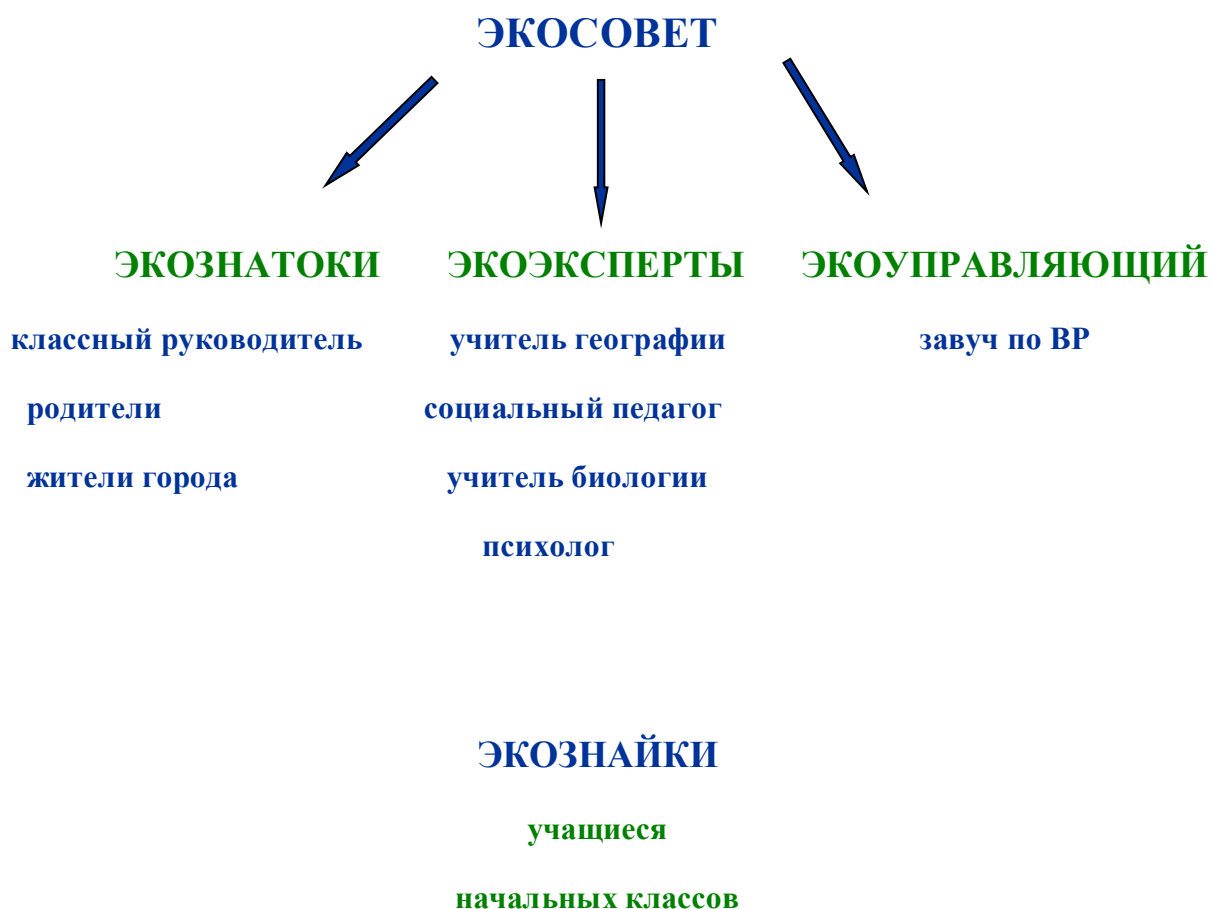 ЭКОСОВЕТ
ЭКОЗНАТОКИ ЭКОЭКСПЕРТЫ ЭКОУПРАВЛЯЮЩИЙ
классный руководитель учитель географии завуч по ВР
родители социальный педагог
жители города учитель биологии
психолог
ЭКОЗНАЙКИ
учащиеся
начальных классов